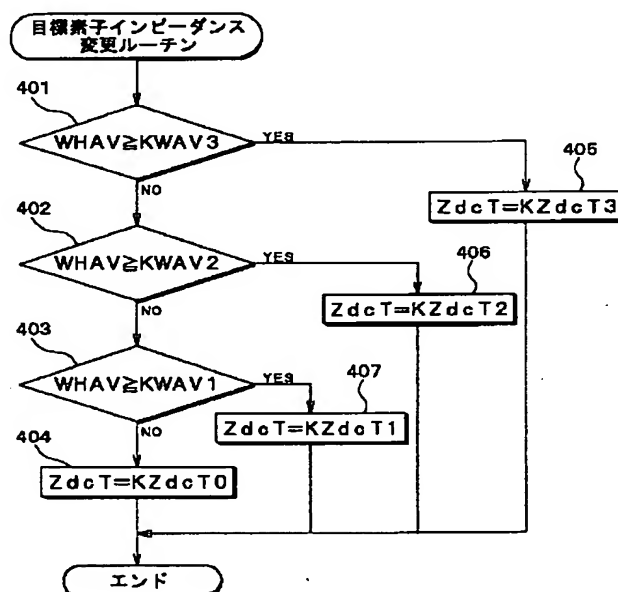 目標素子インピーダンス
変更ルーチン
401
WHAV≧KWAV3
YES
NO
405
ZdcT=KZdcT3
402
WHAV≧KWAV2
YES
NO
406
ZdcT=KZdcT2
403
WHAV≧KWAV1
YES
NO
407
ZdcT=KZdcT1
404
ZdcT=KZdcT0
エンド